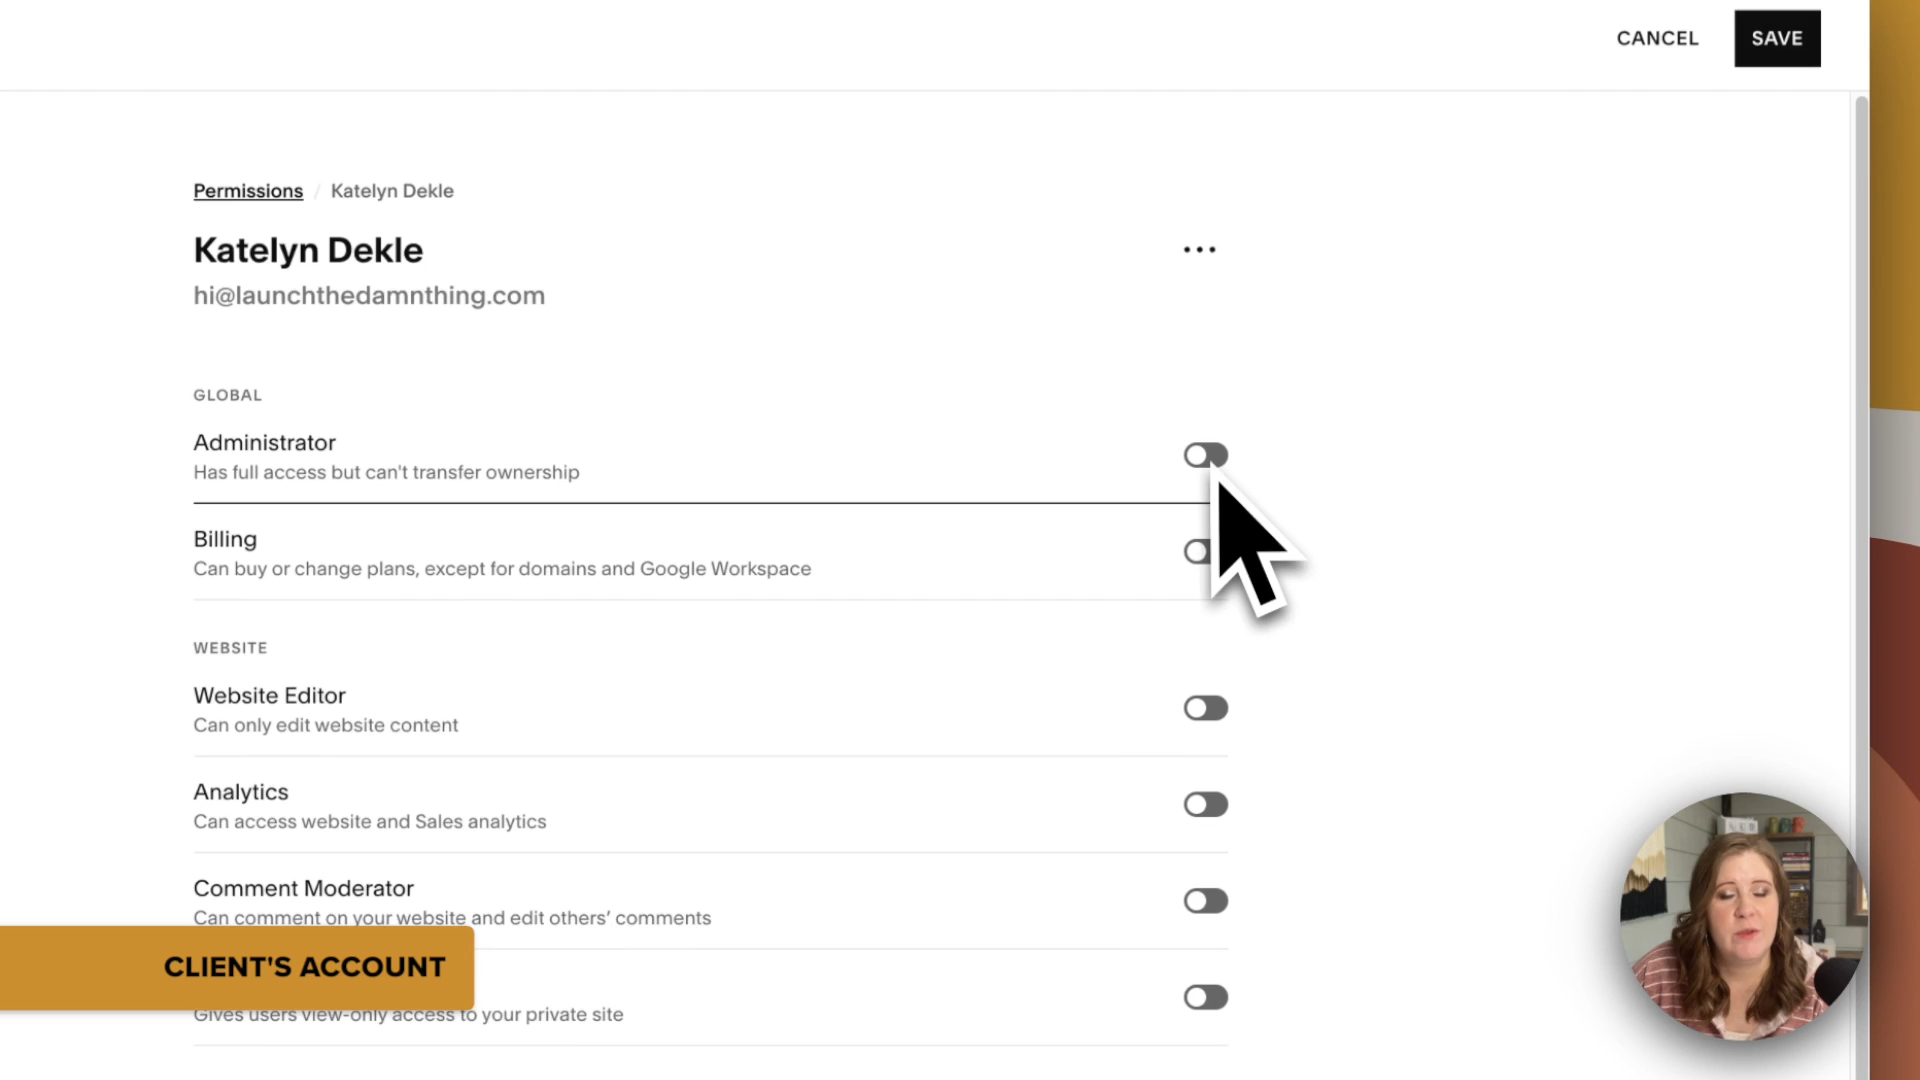 CANCEL SAVE
Permissions / Katelyn Dekle
Katelyn Dekle
hi@launchthedamnthing.com
GLOBAL
Administrator
Has full access but can't transfer ownership
Billing
Can buy or change plans, except for domains and Google Workspace
WEBSITE
Website Editor
Can only edit website content
Analytics
Can access website and Sales analytics
Comment Moderator
Can comment on your website and edit others’ comments
CLIENT'S ACCOUNT
Gives users view-only access to your private site